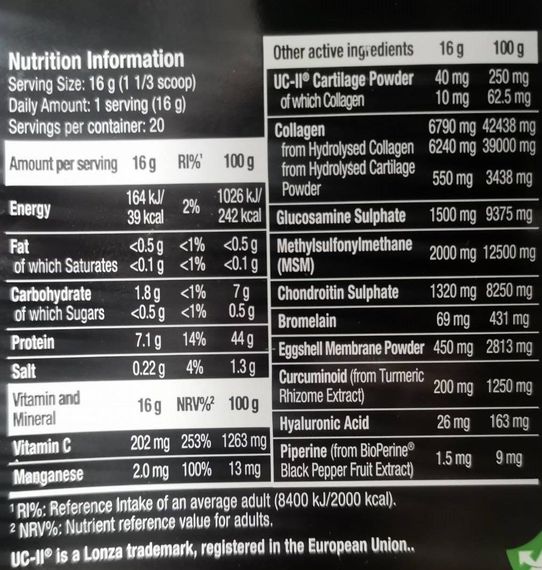 Nutrition Information
Serving Size: 16 g (1 1/3 scoop)
Daily Amount: 1 serving (16 g)
Servings per container: 20
Amount per serving 16 g RI%¹ 100 g
Energy 164 kJ/ 39 kcal 2% 1026 kJ/ 242 kcal
Fat <0.5 g <1% <0.5 g
of which Saturates <0.1 g <1% <0.1 g
Carbohydrate 1.8 g <1% 7 g
of which Sugars <0.5 g <1% 0.5 g
Protein 7.1 g 14% 44 g
Salt 0.22 g 4% 1.3 g
Vitamin and
Mineral 16 g NRV%² 100 g
Vitamin C 202 mg 253% 1263 mg
Manganese 2.0 mg 100% 13 mg
Other active ingredients 16 g 100 g
UC-II® Cartilage Powder 40 mg 250 mg
of which Collagen 10 mg 62.5 mg
Collagen 6790 mg 42438 mg
from Hydrolysed Collagen 6240 mg 39000 mg
from Hydrolysed Cartilage
Powder 550 mg 3438 mg
Glucosamine Sulphate 1500 mg 9375 mg
Methylsulfonylmethane
(MSM) 2000 mg 12500 mg
Chondroitin Sulphate 1320 mg 8250 mg
Bromelain 69 mg 431 mg
Eggshell Membrane Powder 450 mg 2813 mg
Curcuminoid (from Turmeric
Rhizome Extract) 200 mg 1250 mg
Hyaluronic Acid 26 mg 163 mg
Piperine (from BioPerine®
Black Pepper Fruit Extract) 1.5 mg 9 mg
¹ RI%: Reference Intake of an average adult (8400 kJ/2000 kcal).
² NRV%: Nutrient reference value for adults.
UC-II® is a Lonza trademark, registered in the European Union..